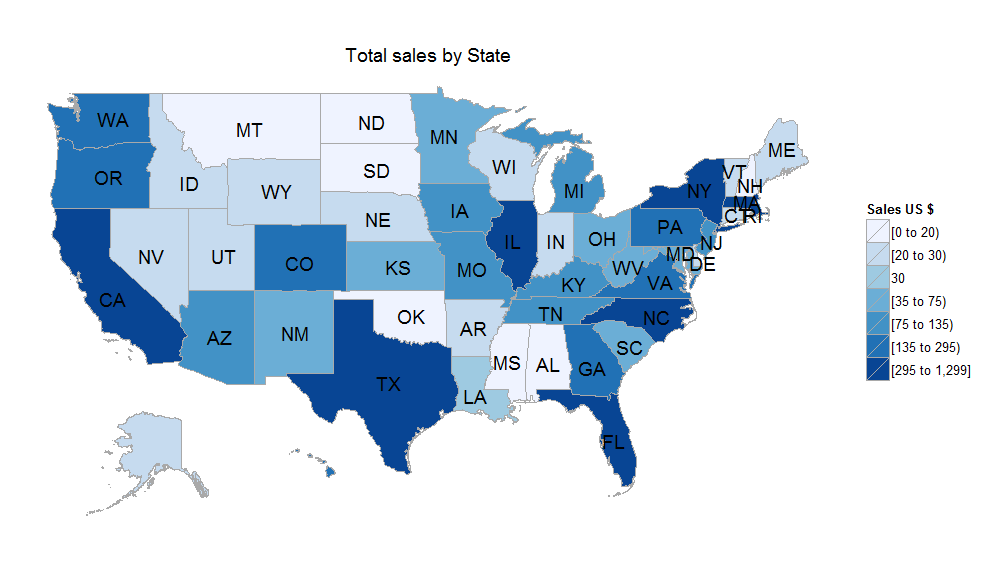 Total sales by State
WA
MT
ND
MN
ME
VT
OR
ID
SD
WI
MI
NY
NH
MA
WY
IA
CT
RI
NE
PA
NV
UT
CO
IL
IN
OH
NJ
MD
KS
MO
WV
DE
CA
KY
VA
AZ
NM
OK
TN
NC
AR
SC
MS
AL
GA
TX
LA
FL
Sales US $
[0 to 20)
[20 to 30)
30
[35 to 75)
[75 to 135)
[135 to 295)
[295 to 1,299]